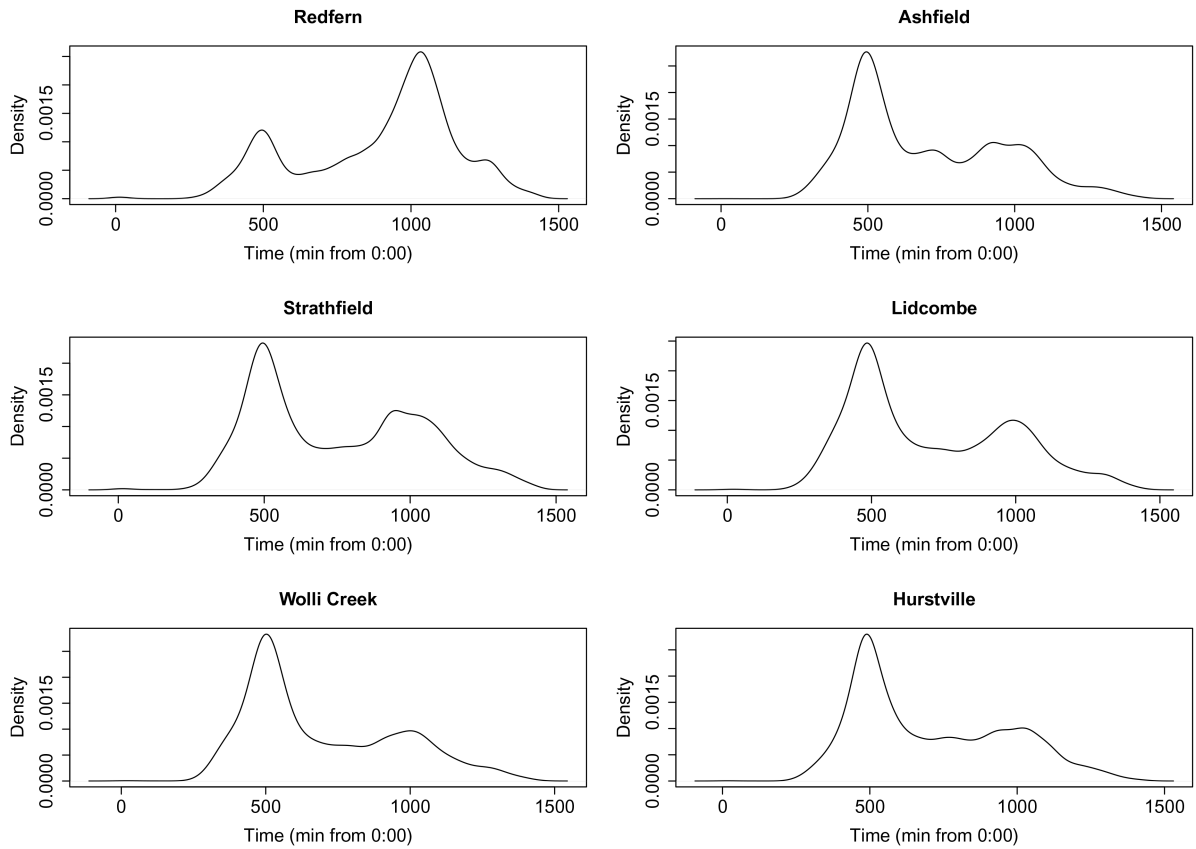 Redfern
Density
0.0000 0.0015
0 500 1000 1500
Time (min from 0:00)
Ashfield
Density
0.0000 0.0015
0 500 1000 1500
Time (min from 0:00)
Strathfield
Density
0.0000 0.0015
0 500 1000 1500
Time (min from 0:00)
Lidcombe
Density
0.0000 0.0015
0 500 1000 1500
Time (min from 0:00)
Wolli Creek
Density
0.0000 0.0015
0 500 1000 1500
Time (min from 0:00)
Hurstville
Density
0.0000 0.0015
0 500 1000 1500
Time (min from 0:00)